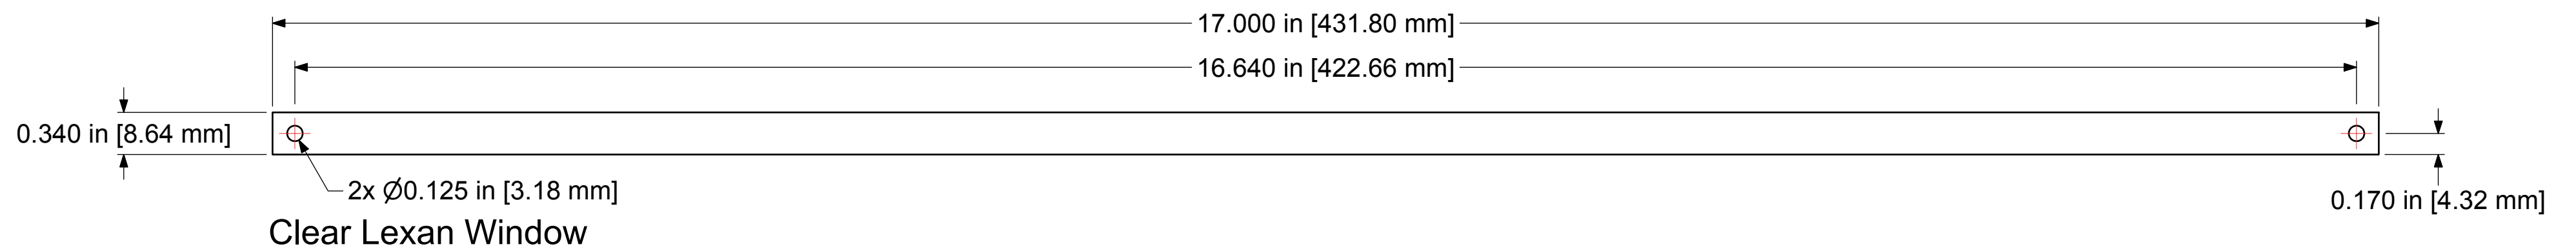 17.000 in [431.80 mm]
16.640 in [422.66 mm]
0.340 in [8.64 mm]
2x Ø0.125 in [3.18 mm]
0.170 in [4.32 mm]
Clear Lexan Window